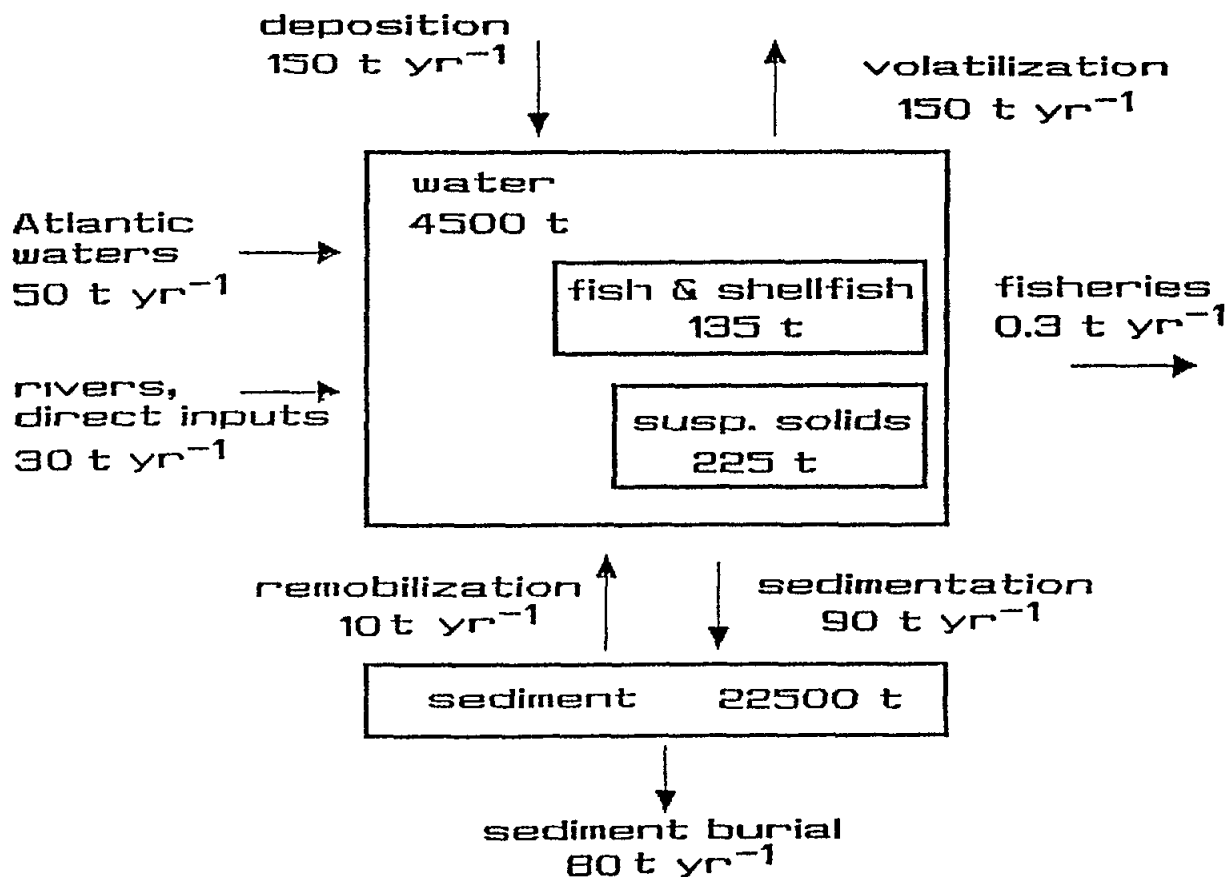 deposition
150 t yr⁻¹
volatilization
150 t yr⁻¹
water
4500 t
Atlantic
waters
50 t yr⁻¹
fish & shellfish
135 t
fisheries
0.3 t yr⁻¹
rivers,
direct inputs
30 t yr⁻¹
susp. solids
225 t
remobilization
10 t yr⁻¹
sedimentation
90 t yr⁻¹
sediment 22500 t
sediment burial
80 t yr⁻¹